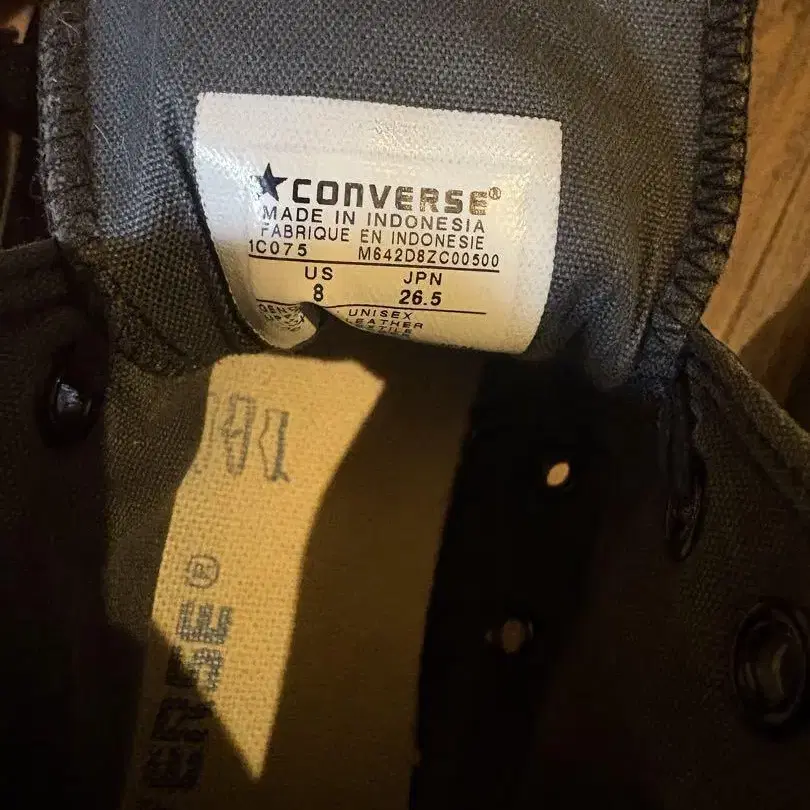 CONVERSE®
MADE IN INDONESIA
FABRIQUE EN INDONESIE
1C075 M642D8ZC00500
US JPN
8 26.5
UNISEX
LEATHER